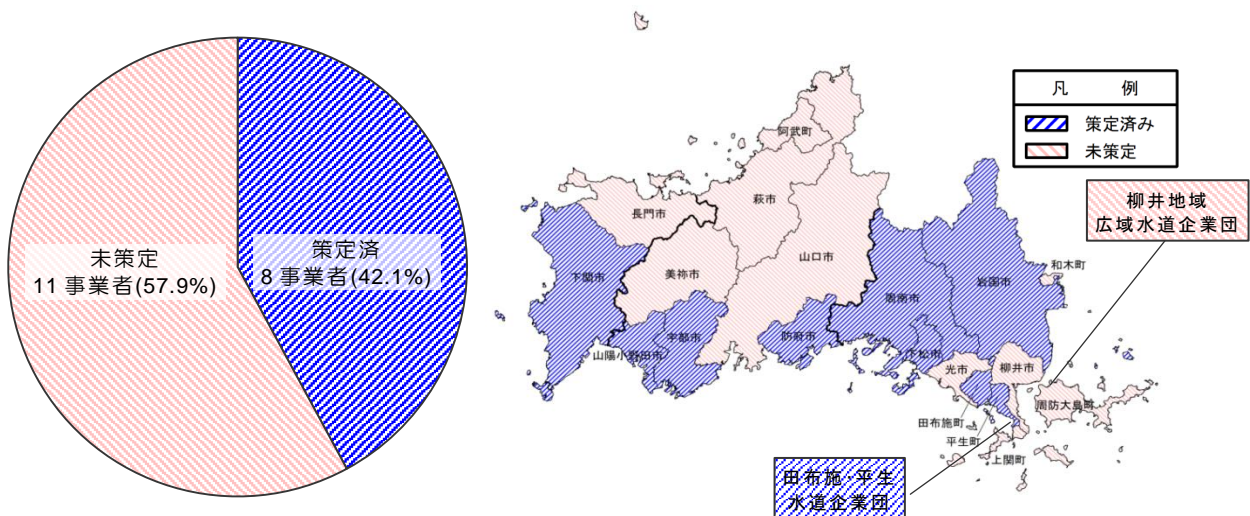 未策定
11 事業者(57.9%)
策定済
8 事業者(42.1%)
凡 例
策定済み
未策定
柳井地域
広域水道企業団
阿武町
萩市
長門市
山口市
美祢市
下関市
和木町
岩国市
周南市
宇部市
防府市
山陽小野田市
下松市
光市
柳井市
周防大島町
田布施町
平生町
上関町
田布施・平生
水道企業団